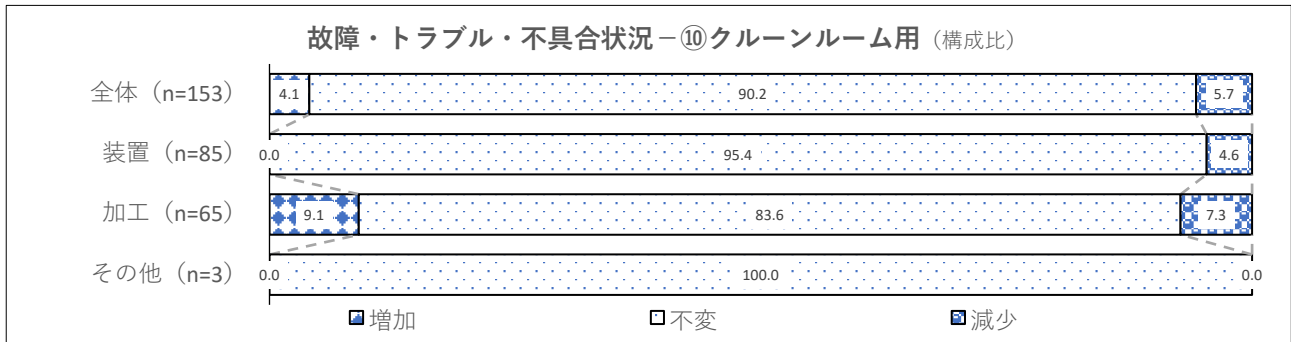 故障・トラブル・不具合状況－⑩クルーンルーム用（構成比）
全体（n=153） 4.1 90.2 5.7
装置（n=85） 0.0 95.4 4.6
加工（n=65） 9.1 83.6 7.3
その他（n=3） 0.0 100.0 0.0
増加 不変 減少